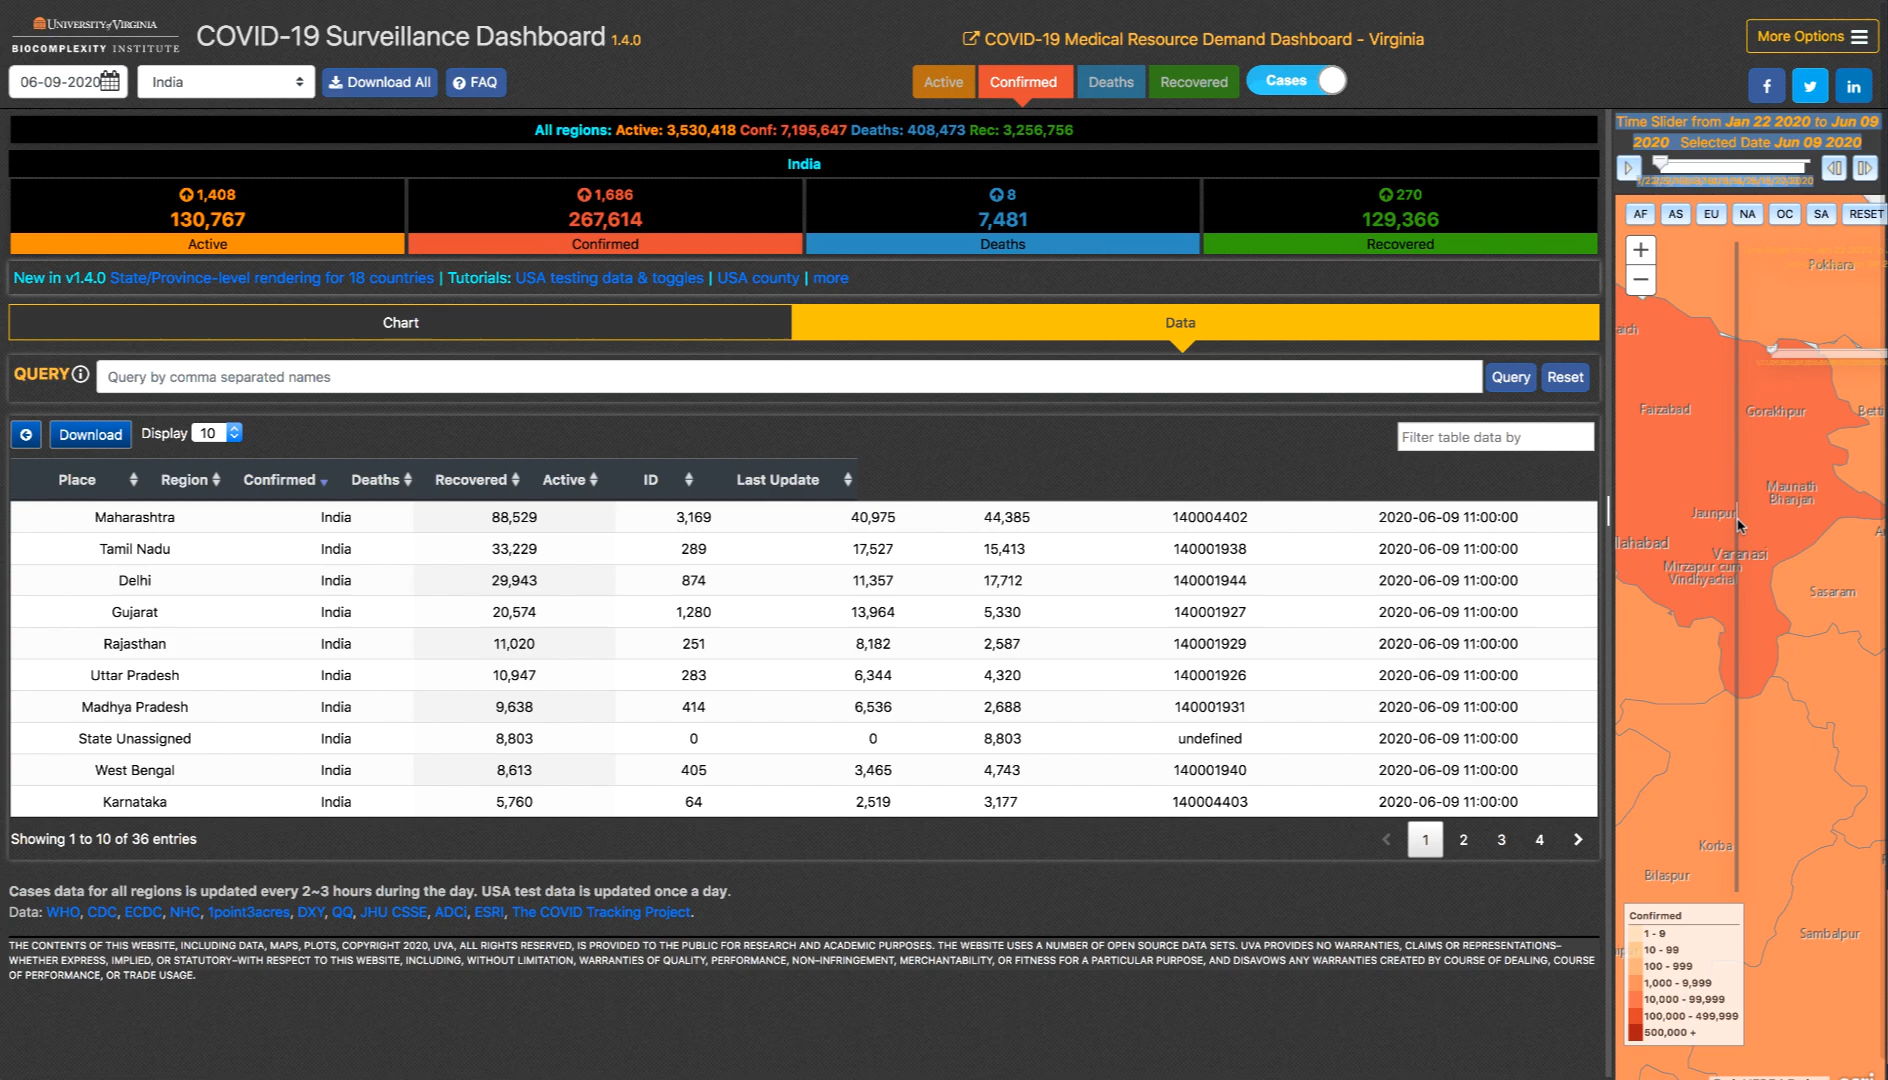 UNIVERSITY of VIRGINIA
BIOCOMPLEXITY INSTITUTE
COVID-19 Surveillance Dashboard 1.4.0
COVID-19 Medical Resource Demand Dashboard - Virginia
More Options
06-09-2020
India
Download All
FAQ
Active
Confirmed
Deaths
Recovered
Cases
All regions: Active: 3,530,418 Conf: 7,195,647 Deaths: 408,473 Rec: 3,256,756
India
1,408
130,767
Active
1,686
267,614
Confirmed
8
7,481
Deaths
270
129,366
Recovered
New in v1.4.0 State/Province-level rendering for 18 countries | Tutorials: USA testing data & toggles | USA county | more
Chart
Data
QUERY
Query by comma separated names
Query
Reset
Download
Display 10
Filter table data by
Place Region Confirmed Deaths Recovered Active ID Last Update
Maharashtra India 88,529 3,169 40,975 44,385 140004402 2020-06-09 11:00:00
Tamil Nadu India 33,229 289 17,527 15,413 140001938 2020-06-09 11:00:00
Delhi India 29,943 874 11,357 17,712 140001944 2020-06-09 11:00:00
Gujarat India 20,574 1,280 13,964 5,330 140001927 2020-06-09 11:00:00
Rajasthan India 11,020 251 8,182 2,587 140001929 2020-06-09 11:00:00
Uttar Pradesh India 10,947 283 6,344 4,320 140001926 2020-06-09 11:00:00
Madhya Pradesh India 9,638 414 6,536 2,688 140001931 2020-06-09 11:00:00
State Unassigned India 8,803 0 0 8,803 undefined 2020-06-09 11:00:00
West Bengal India 8,613 405 3,465 4,743 140001940 2020-06-09 11:00:00
Karnataka India 5,760 64 2,519 3,177 140004403 2020-06-09 11:00:00
Showing 1 to 10 of 36 entries
1 2 3 4
Cases data for all regions is updated every 2~3 hours during the day. USA test data is updated once a day.
Data: WHO, CDC, ECDC, NHC, 1point3acres, DXY, QQ, JHU CSSE, ADCi, ESRI, The COVID Tracking Project.
THE CONTENTS OF THIS WEBSITE, INCLUDING DATA, MAPS, PLOTS, COPYRIGHT 2020, UVA, ALL RIGHTS RESERVED, IS PROVIDED TO THE PUBLIC FOR RESEARCH AND ACADEMIC PURPOSES. THE WEBSITE USES A NUMBER OF OPEN SOURCE DATA SETS. UVA PROVIDES NO WARRANTIES, CLAIMS OR REPRESENTATIONS–
WHETHER EXPRESS, IMPLIED, OR STATUTORY–WITH RESPECT TO THIS WEBSITE, INCLUDING, WITHOUT LIMITATION, WARRANTIES OF QUALITY, PERFORMANCE, NON–INFRINGEMENT, MERCHANTABILITY, OR FITNESS FOR A PARTICULAR PURPOSE, AND DISAVOWS ANY WARRANTIES CREATED BY COURSE OF DEALING, COURSE
OF PERFORMANCE, OR TRADE USAGE.
Time Slider from Jan 22 2020 to Jun 09
2020 Selected Date Jun 09 2020
AF AS EU NA OC SA RESET
Pokhara
Faizabad
Gorakhpur
Betti
Maunath
Bhanjan
Jaunpur
lahabad
Varanasi
Mirzapur cum
Vindhyachal
Sasaram
Korba
Bilaspur
Sambalpur
Confirmed
1 - 9
10 - 99
100 - 999
1,000 - 9,999
10,000 - 99,999
100,000 - 499,999
500,000 +